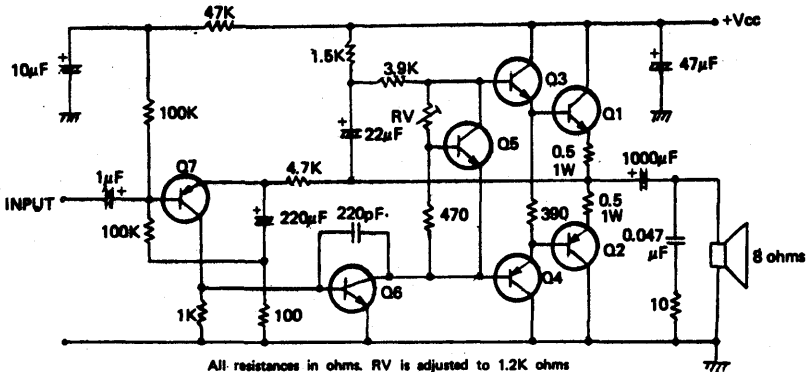 47K
+Vcc
1.5K
3.9K
Q3
10μF
+
+
47μF
RV
Q1
100K
+
22μF
Q5
Q7
0.5
1W
1000μF
1μF
4.7K
+
+
INPUT
+
220μF
220pF
470
390
0.5
1W
100K
Q2
0.047
μF
8 ohms
Q6
Q4
1K
100
10
All resistances in ohms. RV is adjusted to 1.2K ohms